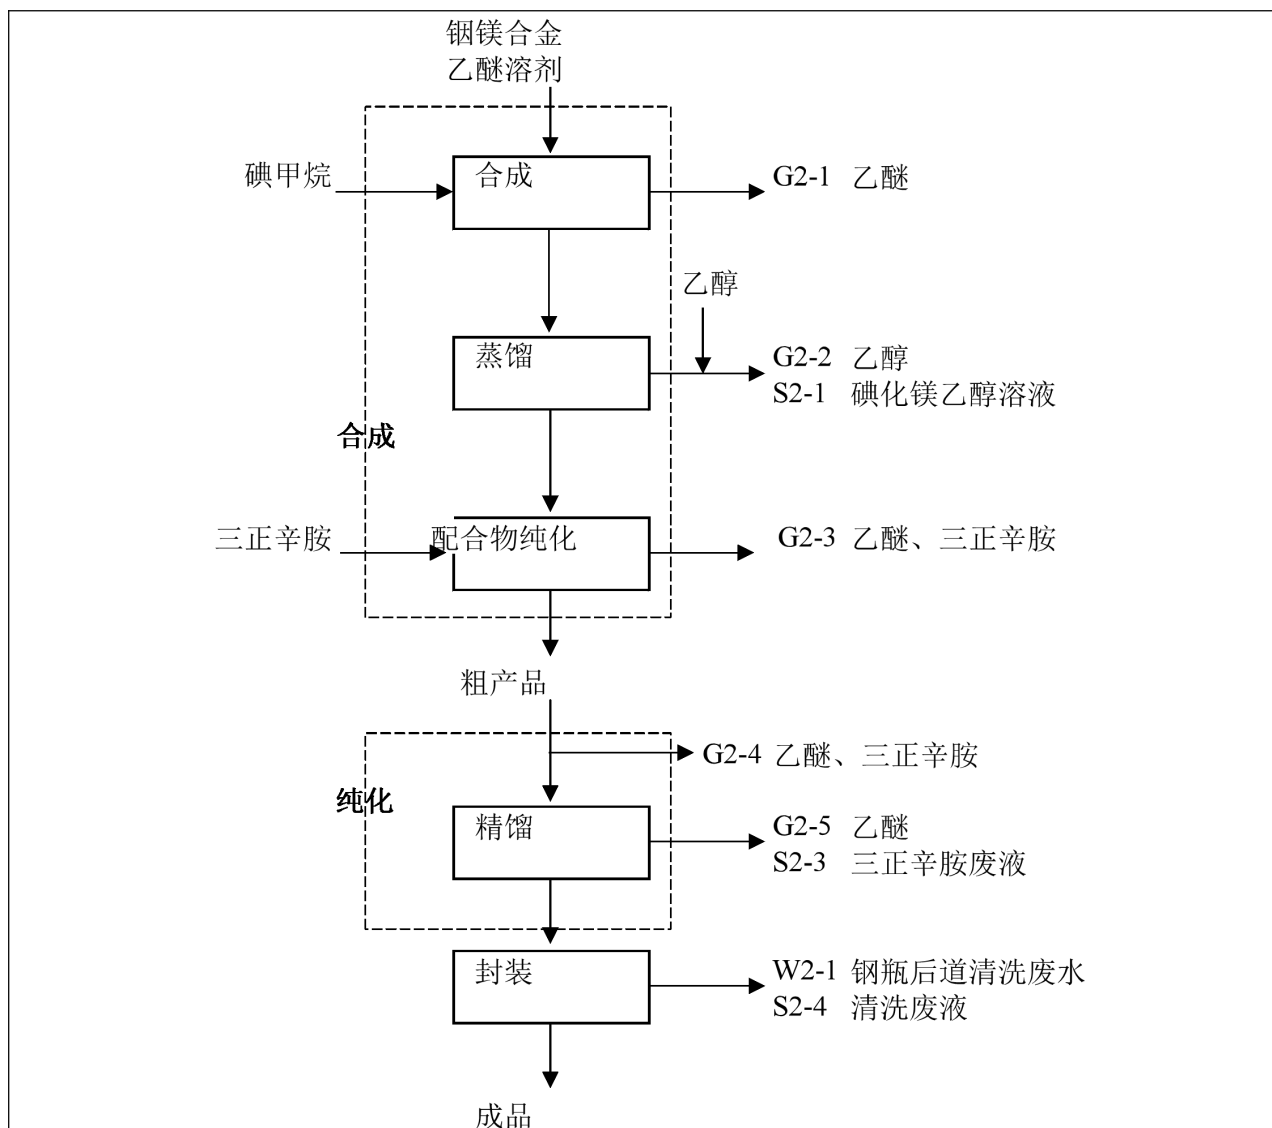 铟镁合金
乙醚溶剂
碘甲烷
合成
G2-1 乙醚
乙醇
蒸馏
G2-2 乙醇
S2-1 碘化镁乙醇溶液
合成
三正辛胺
配合物纯化
G2-3 乙醚、三正辛胺
粗产品
G2-4 乙醚、三正辛胺
纯化
精馏
G2-5 乙醚
S2-3 三正辛胺废液
封装
W2-1 钢瓶后道清洗废水
S2-4 清洗废液
成品